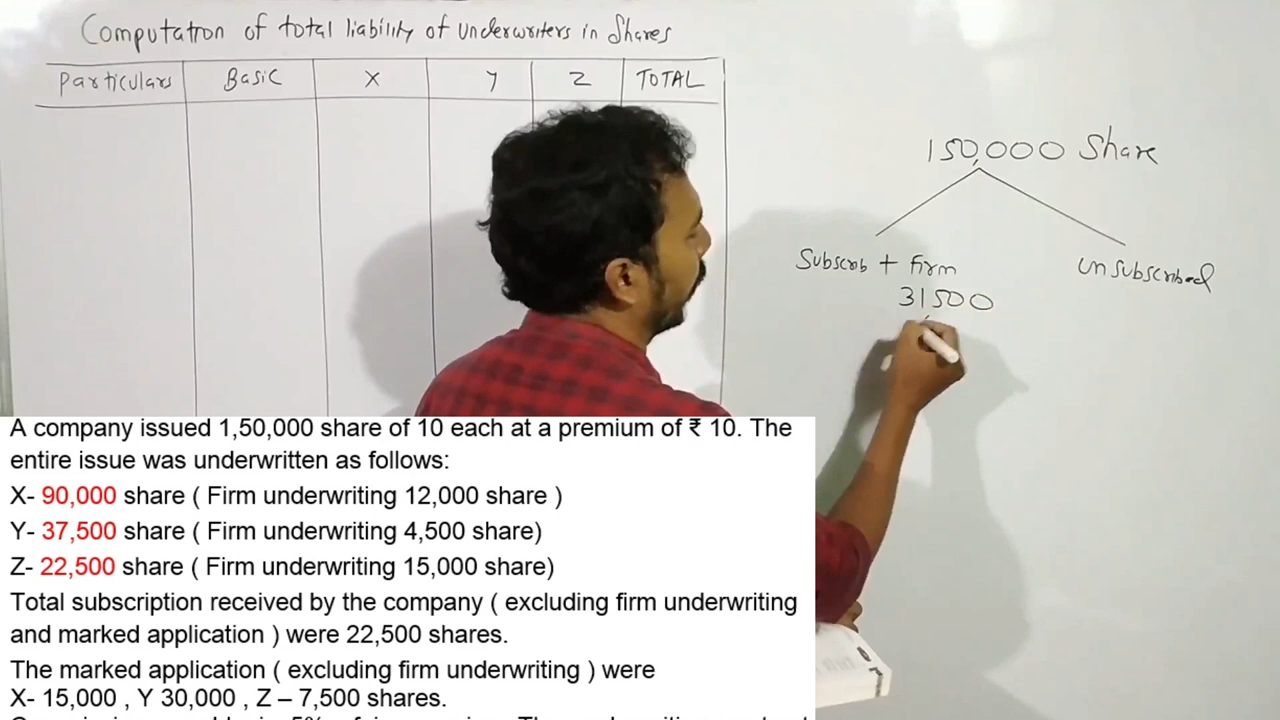 Computation of total liability of underwriters in Shares
Particulars Basic X Y Z TOTAL
150,000 Share
Subscrib + firm unsubscribed
31500
A company issued 1,50,000 share of 10 each at a premium of ₹ 10. The
entire issue was underwritten as follows:
X- 90,000 share ( Firm underwriting 12,000 share )
Y- 37,500 share ( Firm underwriting 4,500 share)
Z- 22,500 share ( Firm underwriting 15,000 share)
Total subscription received by the company ( excluding firm underwriting
and marked application ) were 22,500 shares.
The marked application ( excluding firm underwriting ) were
X- 15,000 , Y 30,000 , Z – 7,500 shares.